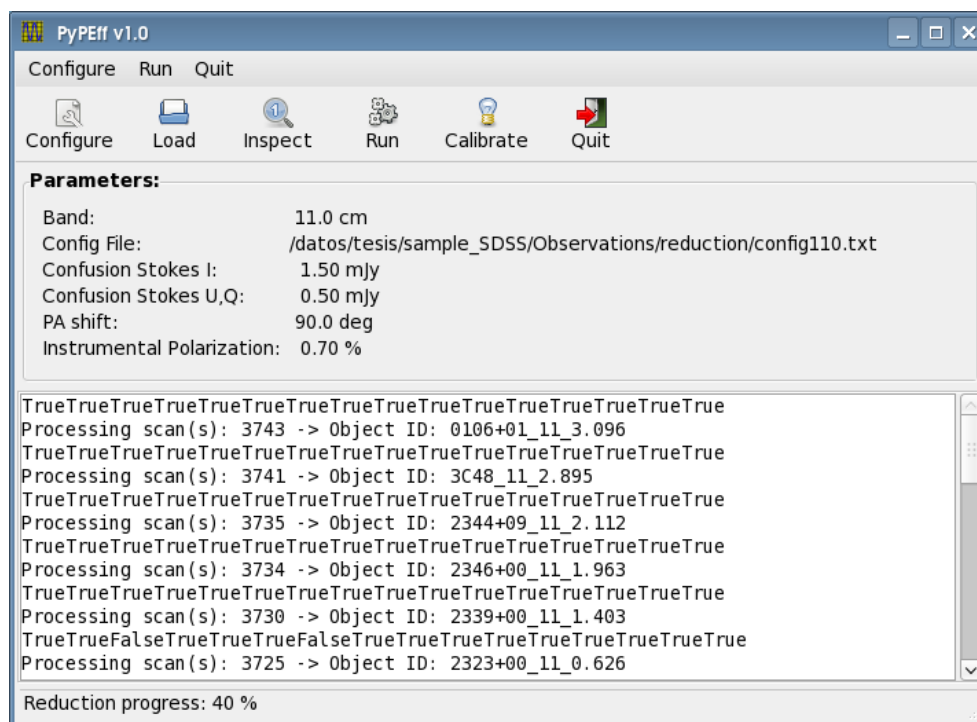 PyPEff v1.0
Configure Run Quit
Configure Load Inspect Run Calibrate Quit
Parameters:
Band: 11.0 cm
Config File: /datos/tesis/sample_SDSS/Observations/reduction/config110.txt
Confusion Stokes I: 1.50 mJy
Confusion Stokes U,Q: 0.50 mJy
PA shift: 90.0 deg
Instrumental Polarization: 0.70 %
TrueTrueTrueTrueTrueTrueTrueTrueTrueTrueTrueTrueTrueTrueTrueTrue
Processing scan(s): 3743 -> Object ID: 0106+01_11_3.096
TrueTrueTrueTrueTrueTrueTrueTrueTrueTrueTrueTrueTrueTrueTrueTrue
Processing scan(s): 3741 -> Object ID: 3C48_11_2.895
TrueTrueTrueTrueTrueTrueTrueTrueTrueTrueTrueTrueTrueTrueTrueTrue
Processing scan(s): 3735 -> Object ID: 2344+09_11_2.112
TrueTrueTrueTrueTrueTrueTrueTrueTrueTrueTrueTrueTrueTrueTrueTrue
Processing scan(s): 3734 -> Object ID: 2346+00_11_1.963
TrueTrueTrueTrueTrueTrueTrueTrueTrueTrueTrueTrueTrueTrueTrueTrue
Processing scan(s): 3730 -> Object ID: 2339+00_11_1.403
TrueTrueFalseTrueTrueTrueFalseTrueTrueTrueTrueTrueTrueTrueTrueTrue
Processing scan(s): 3725 -> Object ID: 2323+00_11_0.626
Reduction progress: 40 %